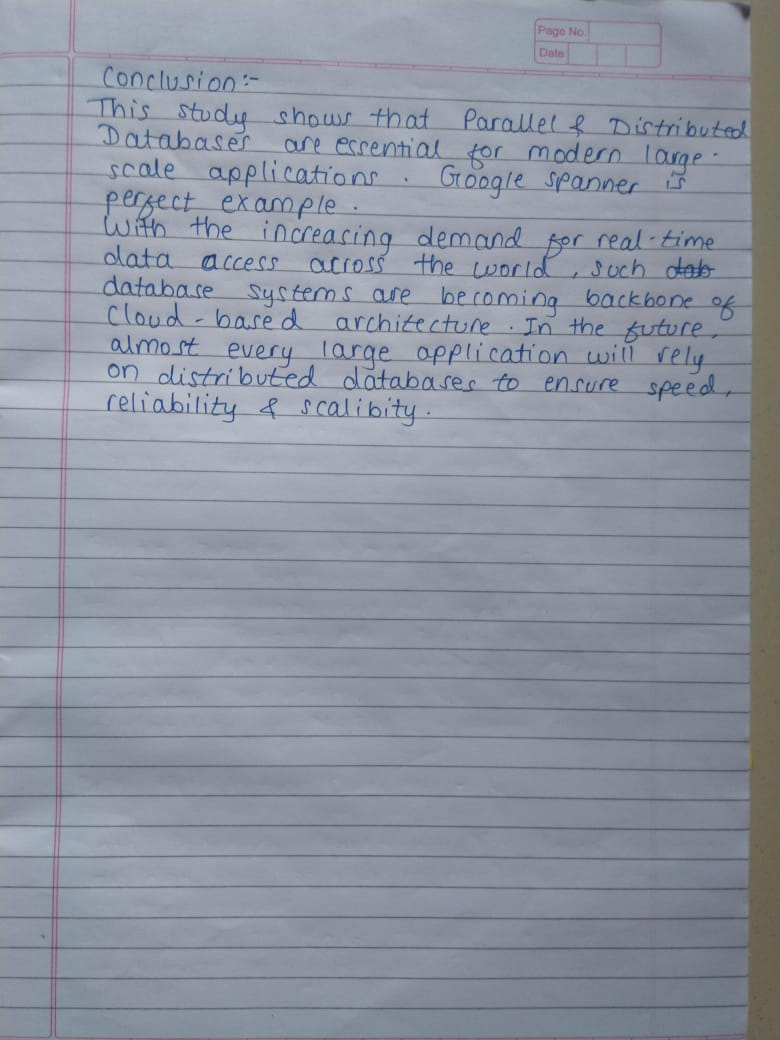 Page No.
Date
Conclusion :-
This study shows that Parallel & Distributed
Databases are essential for modern large-
scale applications. Google spanner is
perfect example.
With the increasing demand for real-time
data access across the world, such dab
database systems are becoming backbone of
Cloud-based architecture. In the future,
almost every large application will rely
on distributed databases to ensure speed,
reliability & scalibity.